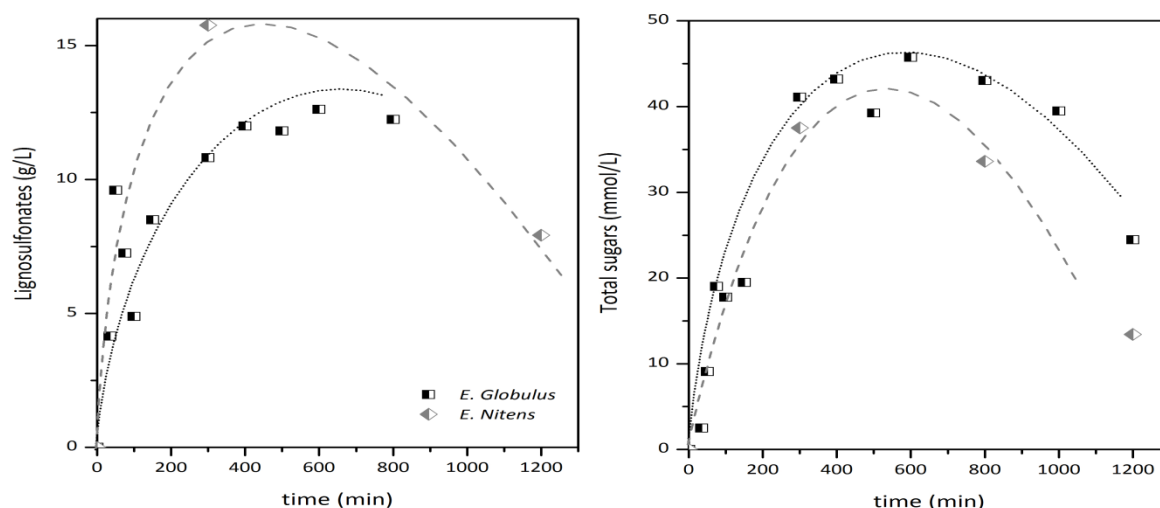 Lignosulfonates (g/L)
15
10
5
0
0 200 400 600 800 1000 1200
time (min)
E. Globulus
E. Nitens
Total sugars (mmol/L)
50
40
30
20
10
0
0 200 400 600 800 1000 1200
time (min)